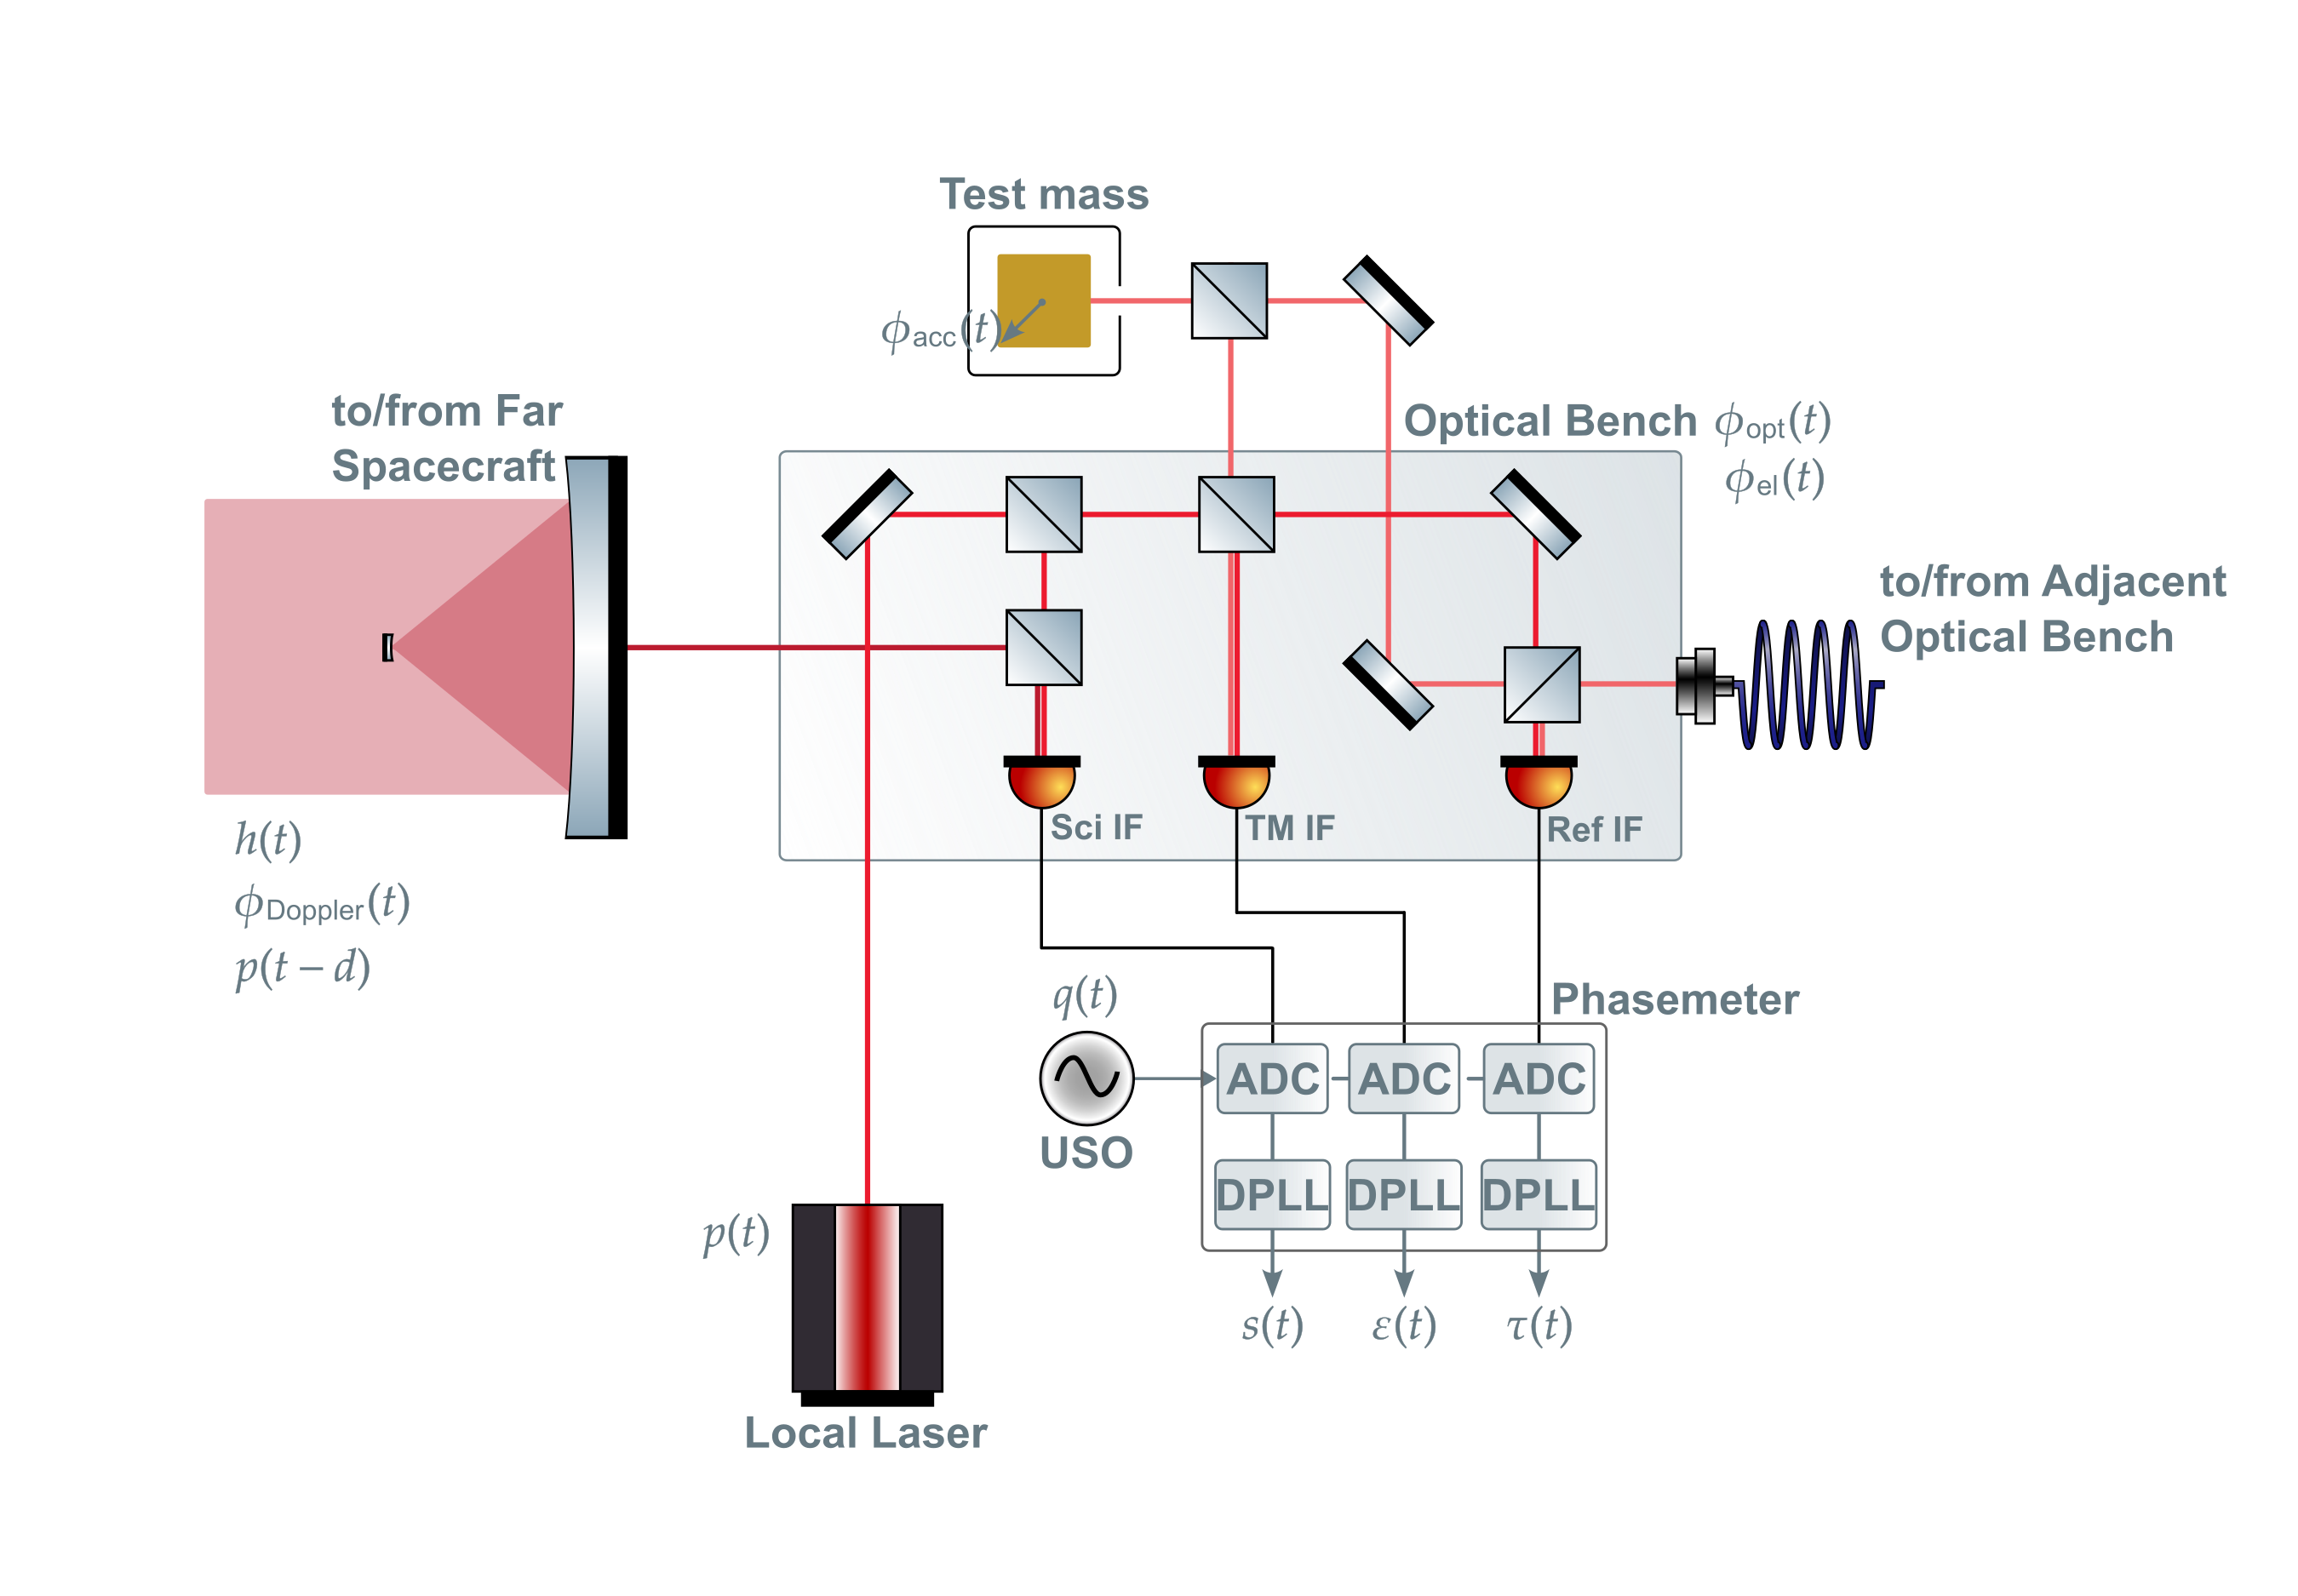 Test mass
ϕacc(t)
to/from Far
Spacecraft
Optical Bench ϕopt(t)
ϕel(t)
to/from Adjacent
Optical Bench
Sci IF
TM IF
Ref IF
h(t)
ϕDoppler(t)
p(t − d)
q(t)
Phasemeter
ADC ADC ADC
USO
DPLL DPLL DPLL
p(t)
s(t) ε(t) τ(t)
Local Laser